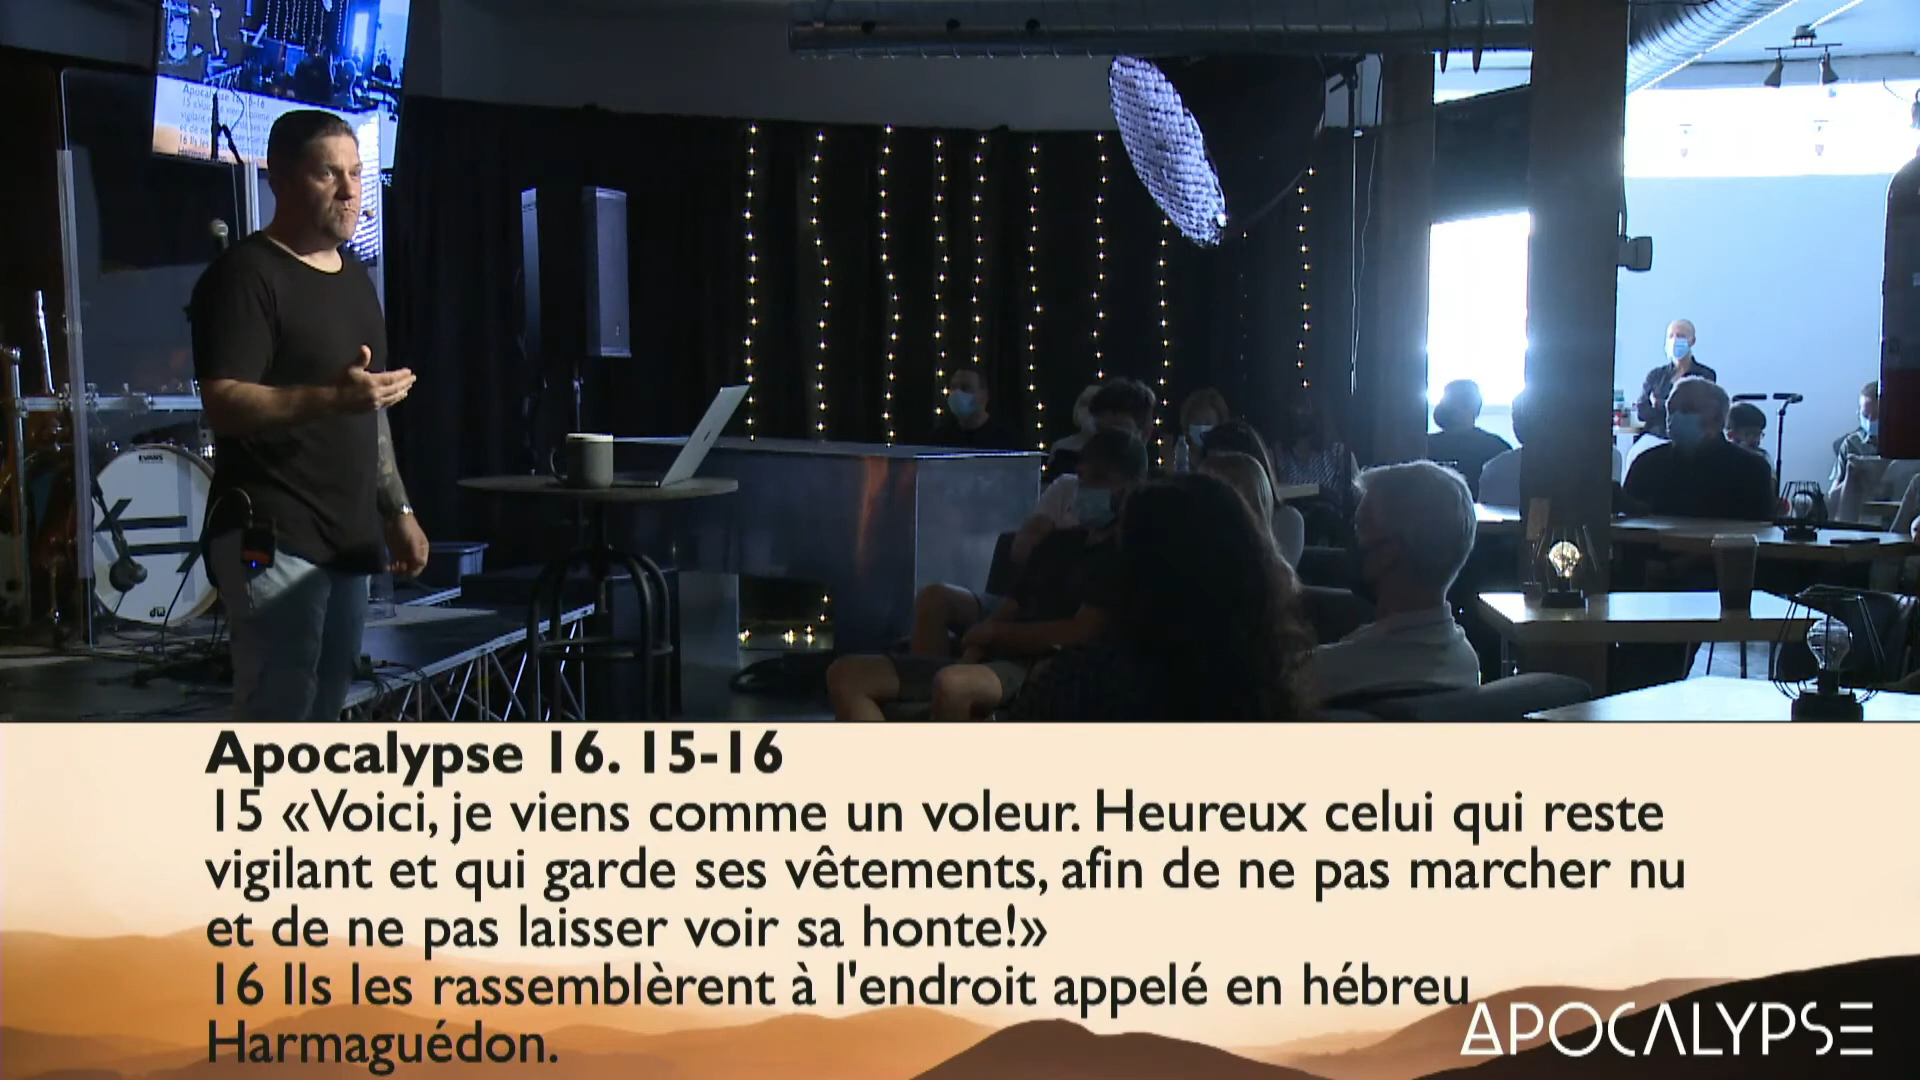 Apocalypse 16. 15-16
15 «Voici, je viens comme un voleur. Heureux celui qui reste
vigilant et qui garde ses vêtements, afin de ne pas marcher nu
et de ne pas laisser voir sa honte!»
16 Ils les rassemblèrent à l'endroit appelé en hébreu
Harmaguédon.
APOCALYPSE
EVANS
dw